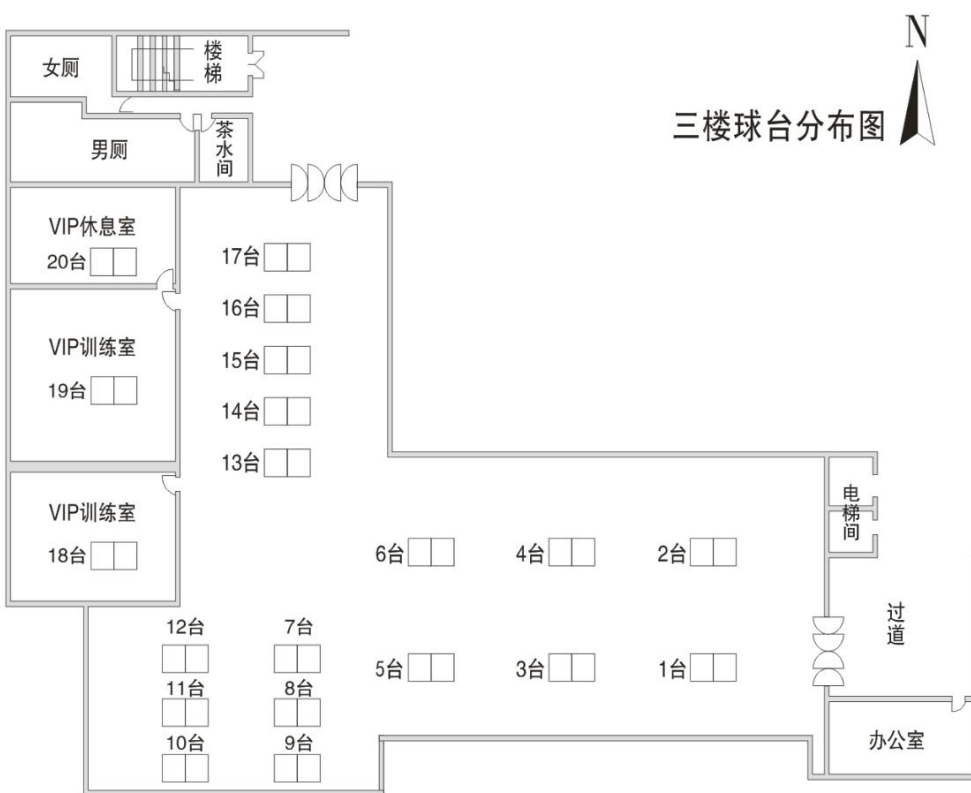 N
三楼球台分布图
女厕
楼梯
男厕
茶水间
VIP休息室
20台
17台
16台
VIP训练室
15台
19台
14台
13台
VIP训练室
18台
电梯间
6台 4台 2台
过道
12台 7台
5台 3台 1台
11台 8台
10台 9台
办公室